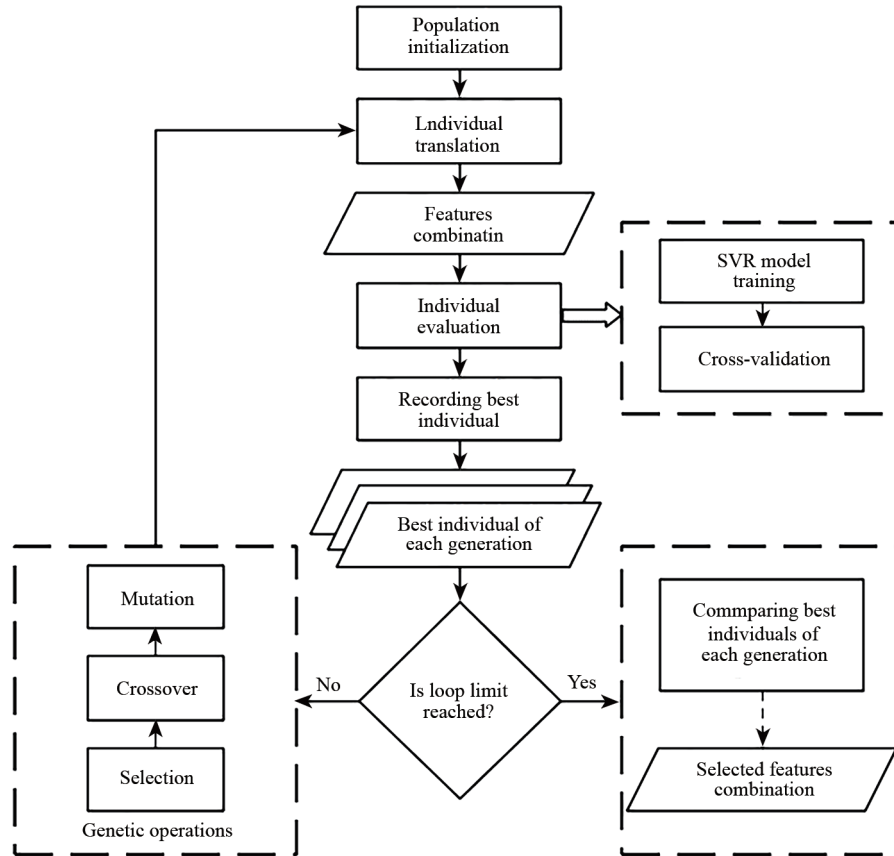 Population
initialization
Lndividual
translation
Features
combinatin
Individual
evaluation
SVR model
training
Cross-validation
Recording best
individual
Best individual of
each generation
Is loop limit
reached?
No
Yes
Mutation
Crossover
Selection
Genetic operations
Commparing best
individuals of
each generation
Selected features
combination